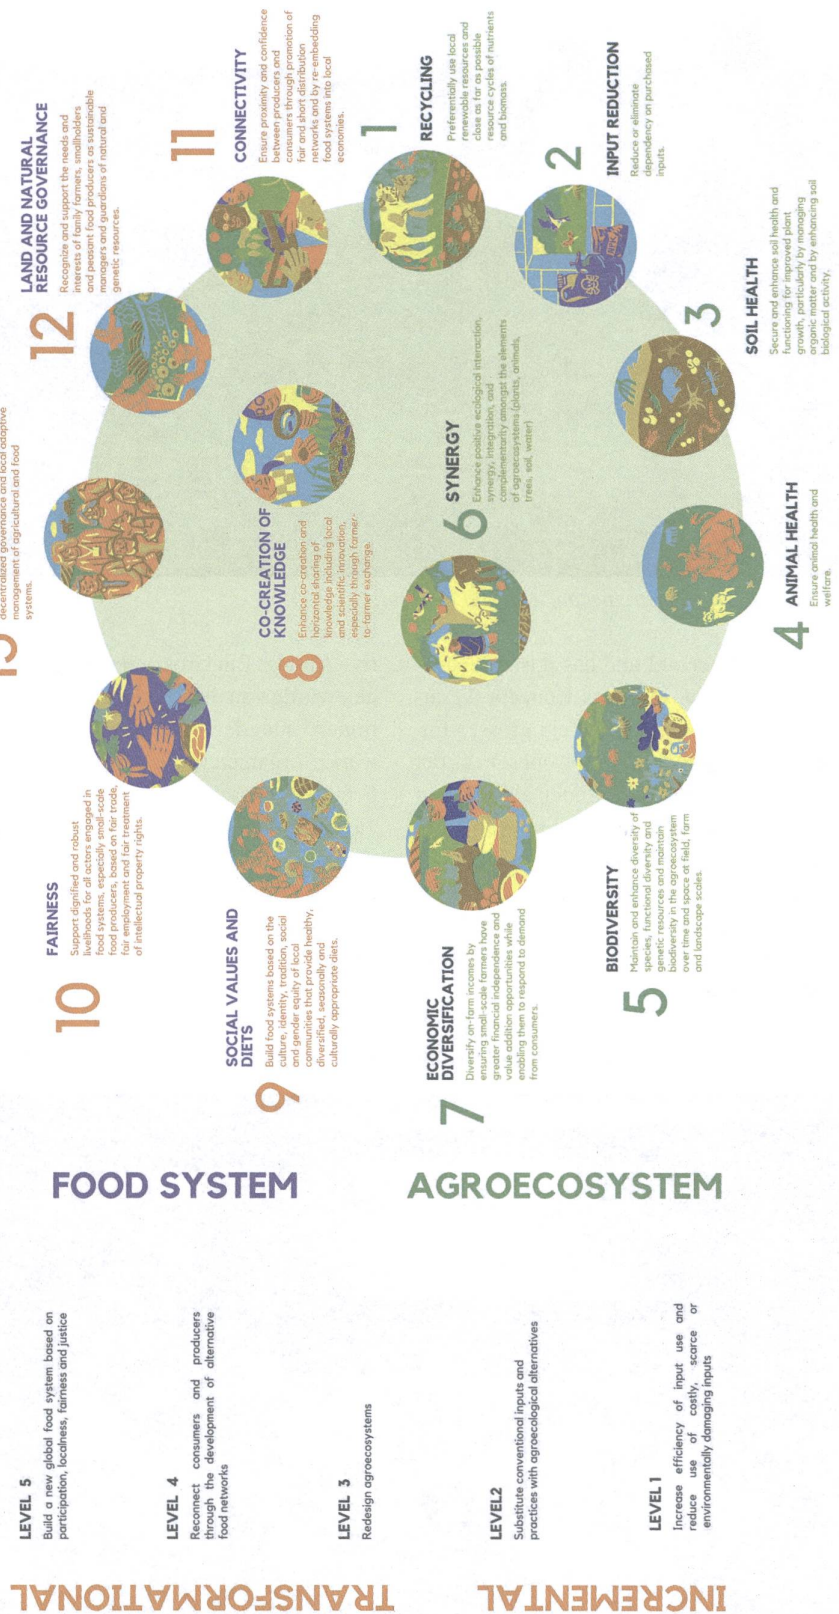 TRANSFORMATIONAL
INCREMENTAL
LEVEL 5
Build a new global food system based on
participation, localness, fairness and justice
LEVEL 4
Reconnect consumers and producers
through the development of alternative
food networks
LEVEL 3
Redesign agroecosystems
LEVEL2
Substitute conventional inputs and
practices with agroecological alternatives
LEVEL 1
Increase efficiency of input use and
reduce use of costly, scarce or
environmentally damaging inputs
FOOD SYSTEM
AGROECOSYSTEM
decentralized governance and local adaptive
management of agricultural and food
systems.
12
LAND AND NATURAL
RESOURCE GOVERNANCE
Recognize and support the needs and
interests of family farmers, smallholders
and peasant food producers as sustainable
managers and guardians of natural and
genetic resources.
10
FAIRNESS
Support dignified and robust
livelihoods for all actors engaged in
food systems, especially small-scale
food producers, based on fair trade,
fair employment and fair treatment
of intellectual property rights.
11
CONNECTIVITY
Ensure proximity and confidence
between producers and
consumers through promotion of
fair and short distribution
networks and by re-embedding
food systems into local
economies.
9
SOCIAL VALUES AND
DIETS
Build food systems based on the
culture, identity, tradition, social
and gender equity of local
communities that provide healthy,
diversified, seasonally and
culturally appropriate diets.
8
CO-CREATION OF
KNOWLEDGE
Enhance co-creation and
horizontal sharing of
knowledge including local
and scientific innovation,
especially through farmer-
to-farmer exchange.
1
RECYCLING
Preferentially use local
renewable resources and
close as far as possible
resource cycles of nutrients
and biomass.
7
ECONOMIC
DIVERSIFICATION
Diversify on-farm incomes by
ensuring small-scale farmers have
greater financial independence and
value addition opportunities while
enabling them to respond to demand
from consumers.
6
SYNERGY
Enhance positive ecological interaction,
synergy, integration, and
complementarity amongst the elements
of agroecosystems (plants, animals,
trees, soil, water)
2
INPUT REDUCTION
Reduce or eliminate
dependency on purchased
inputs.
5
BIODIVERSITY
Maintain and enhance diversity of
species, functional diversity and
genetic resources and maintain
biodiversity in the agroecosystem
over time and space at field, farm
and landscape scales.
3
SOIL HEALTH
Secure and enhance soil health and
functioning for improved plant
growth, particularly by managing
organic matter and by enhancing soil
biological activity.
4
ANIMAL HEALTH
Ensure animal health and
welfare.